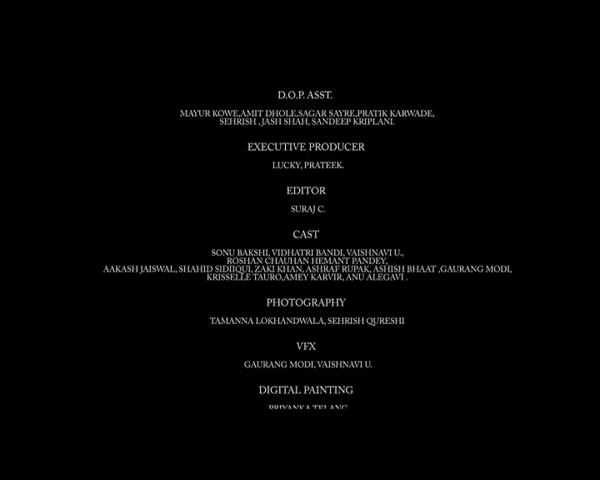 D.O.P. ASST.
MAYUR KOWE,AMIT DHOLE,SAGAR SAYRE,PRATIK KARWADE,
SEHRISH , JASH SHAH, SANDEEP KRIPLANI.
EXECUTIVE PRODUCER
LUCKY, PRATEEK.
EDITOR
SURAJ C.
CAST
SONU BAKSHI, VIDHATRI BANDI, VAISHNAVI U.,
ROSHAN CHAUHAN HEMANT PANDEY,
AAKASH JAISWAL, SHAHID SIDIIQUI, ZAKI KHAN, ASHRAF RUPAK, ASHISH BHAAT ,GAURANG MODI,
KRISSELLE TAURO,AMEY KARVIR, ANU ALEGAVI .
PHOTOGRAPHY
TAMANNA LOKHANDWALA, SEHRISH QURESHI
VFX
GAURANG MODI, VAISHNAVI U.
DIGITAL PAINTING
PRIYANKA TELANG